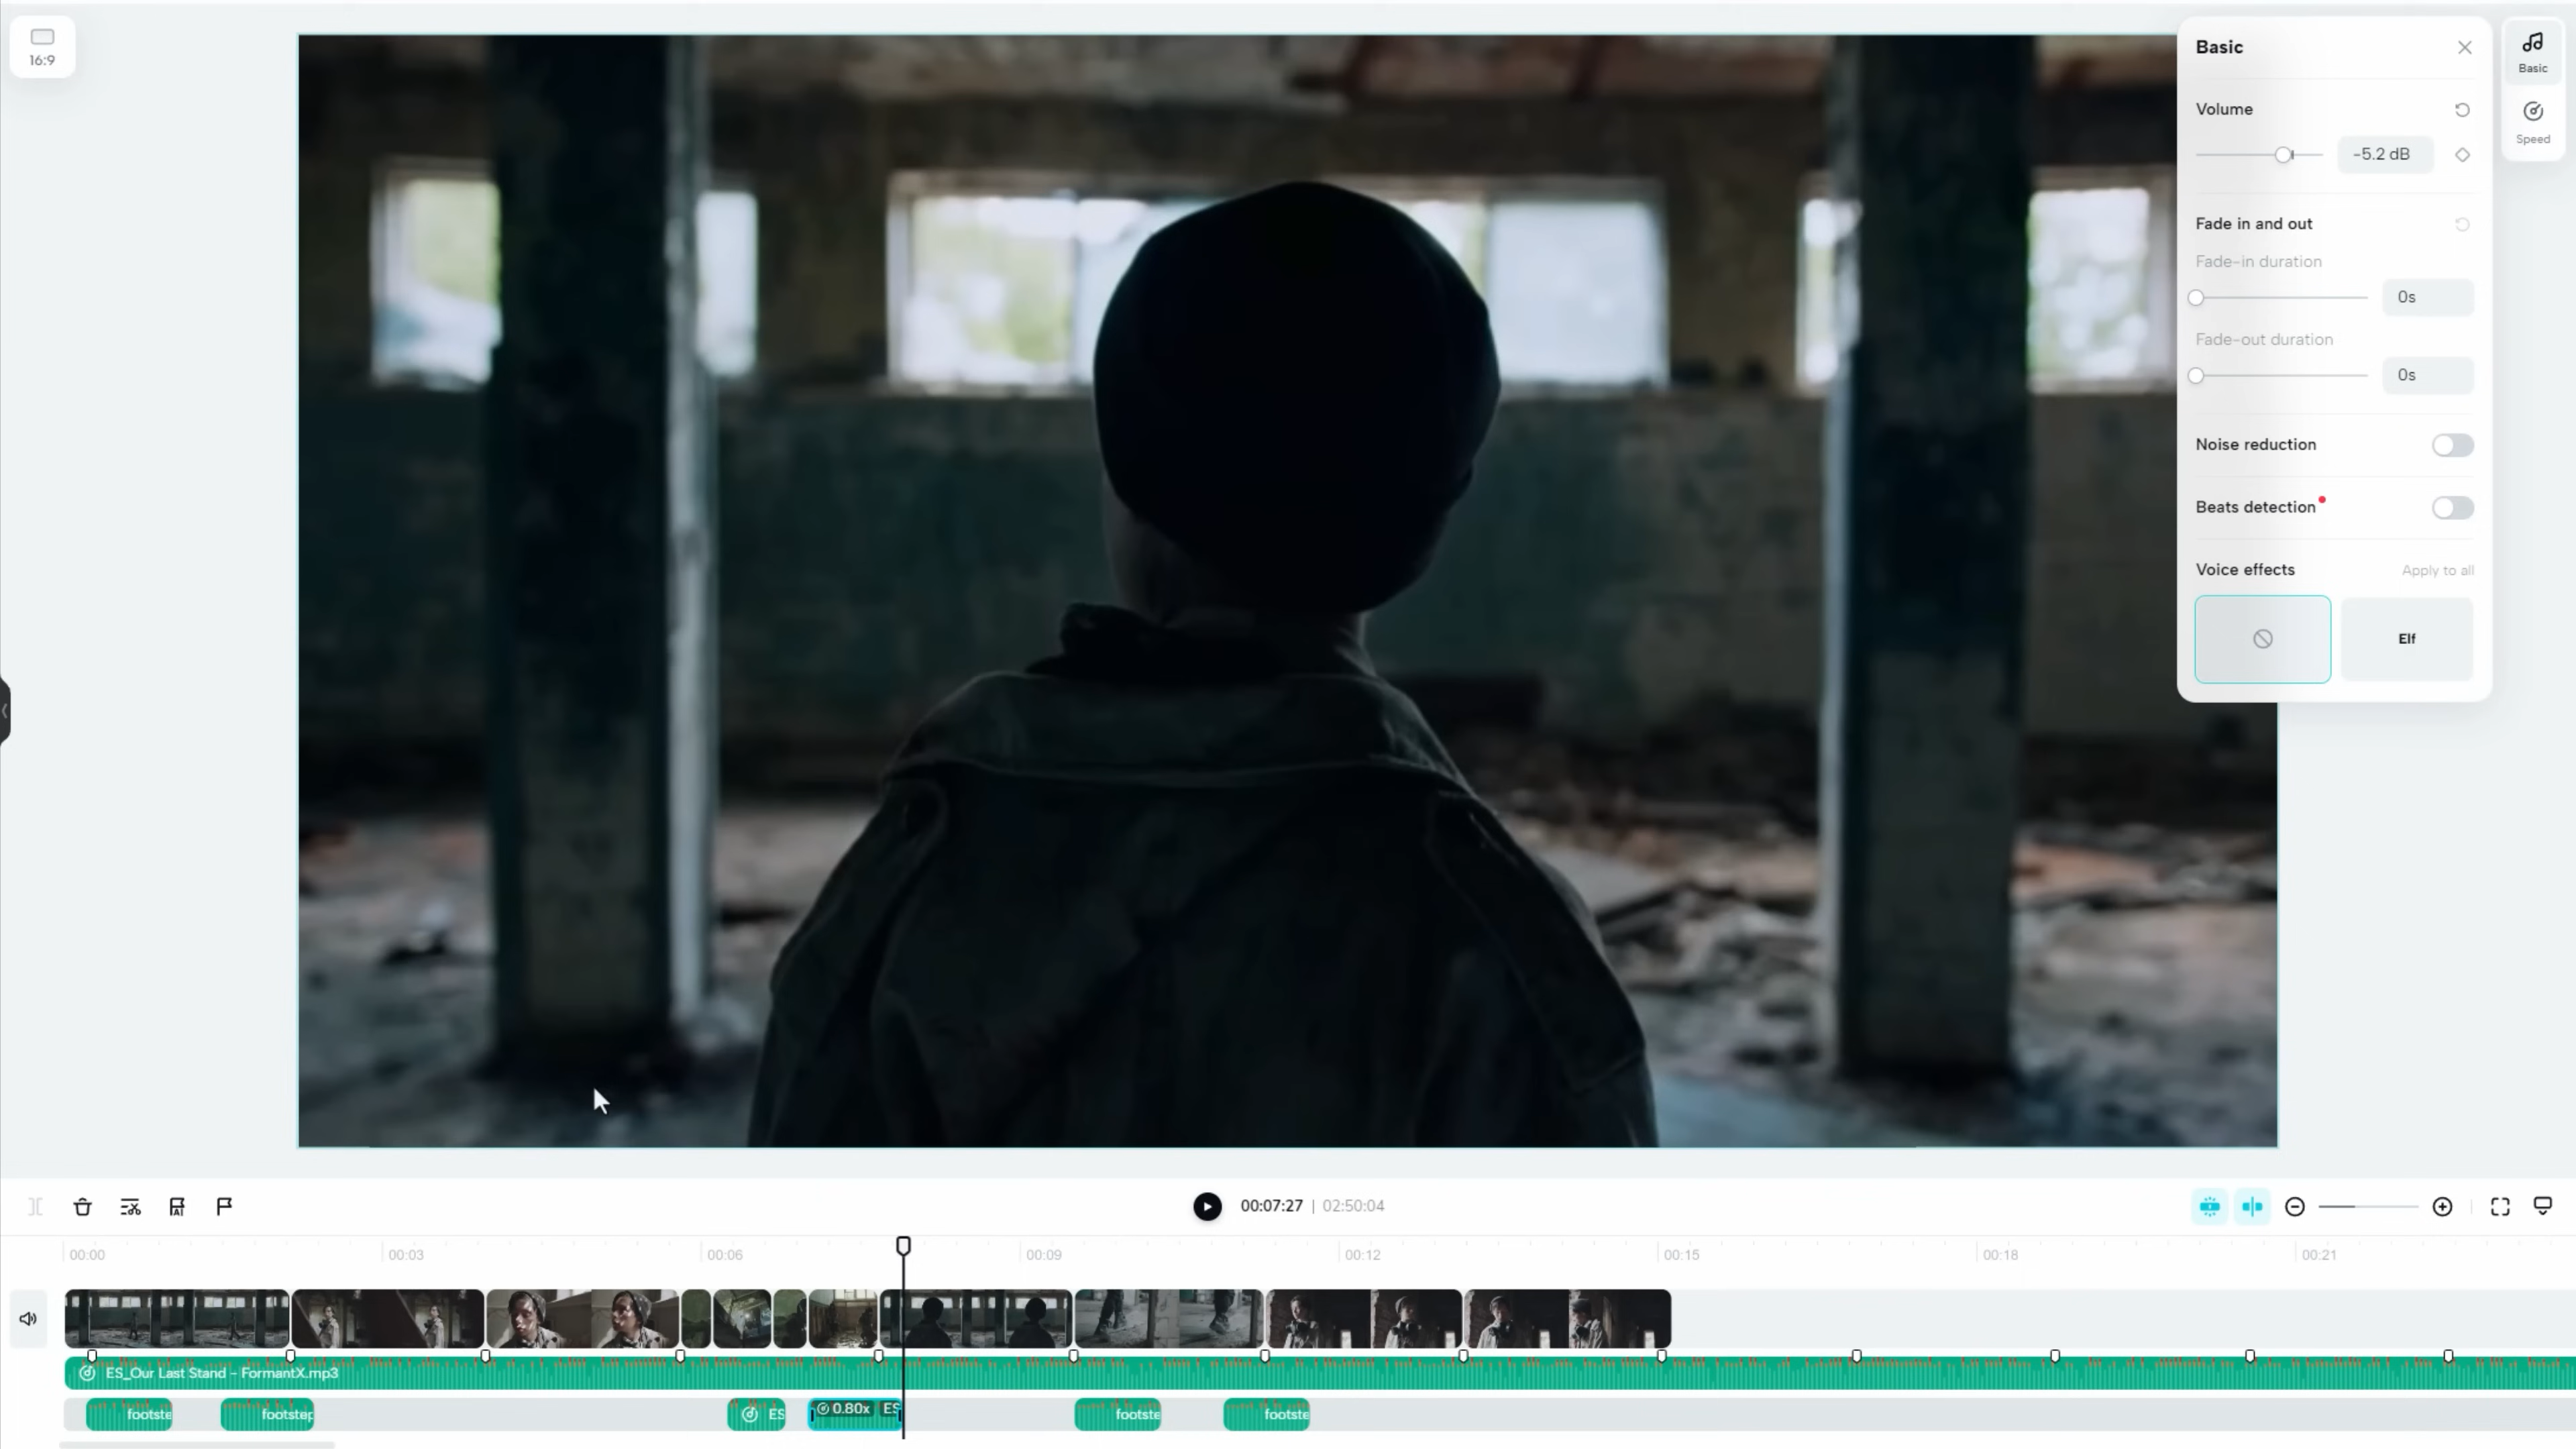 16:9
Basic
Volume
-5.2 dB
Fade in and out
Fade-in duration
0s
Fade-out duration
0s
Noise reduction
Beats detection
Voice effects
Apply to all
Elf
Basic
Speed
AI
00:07:27 | 02:50:04
00:00
00:03
00:06
00:09
00:12
00:15
00:18
00:21
ES_Our Last Stand - FormantX.mp3
footste
footstep
ES
0.80x
ES
footste
footste